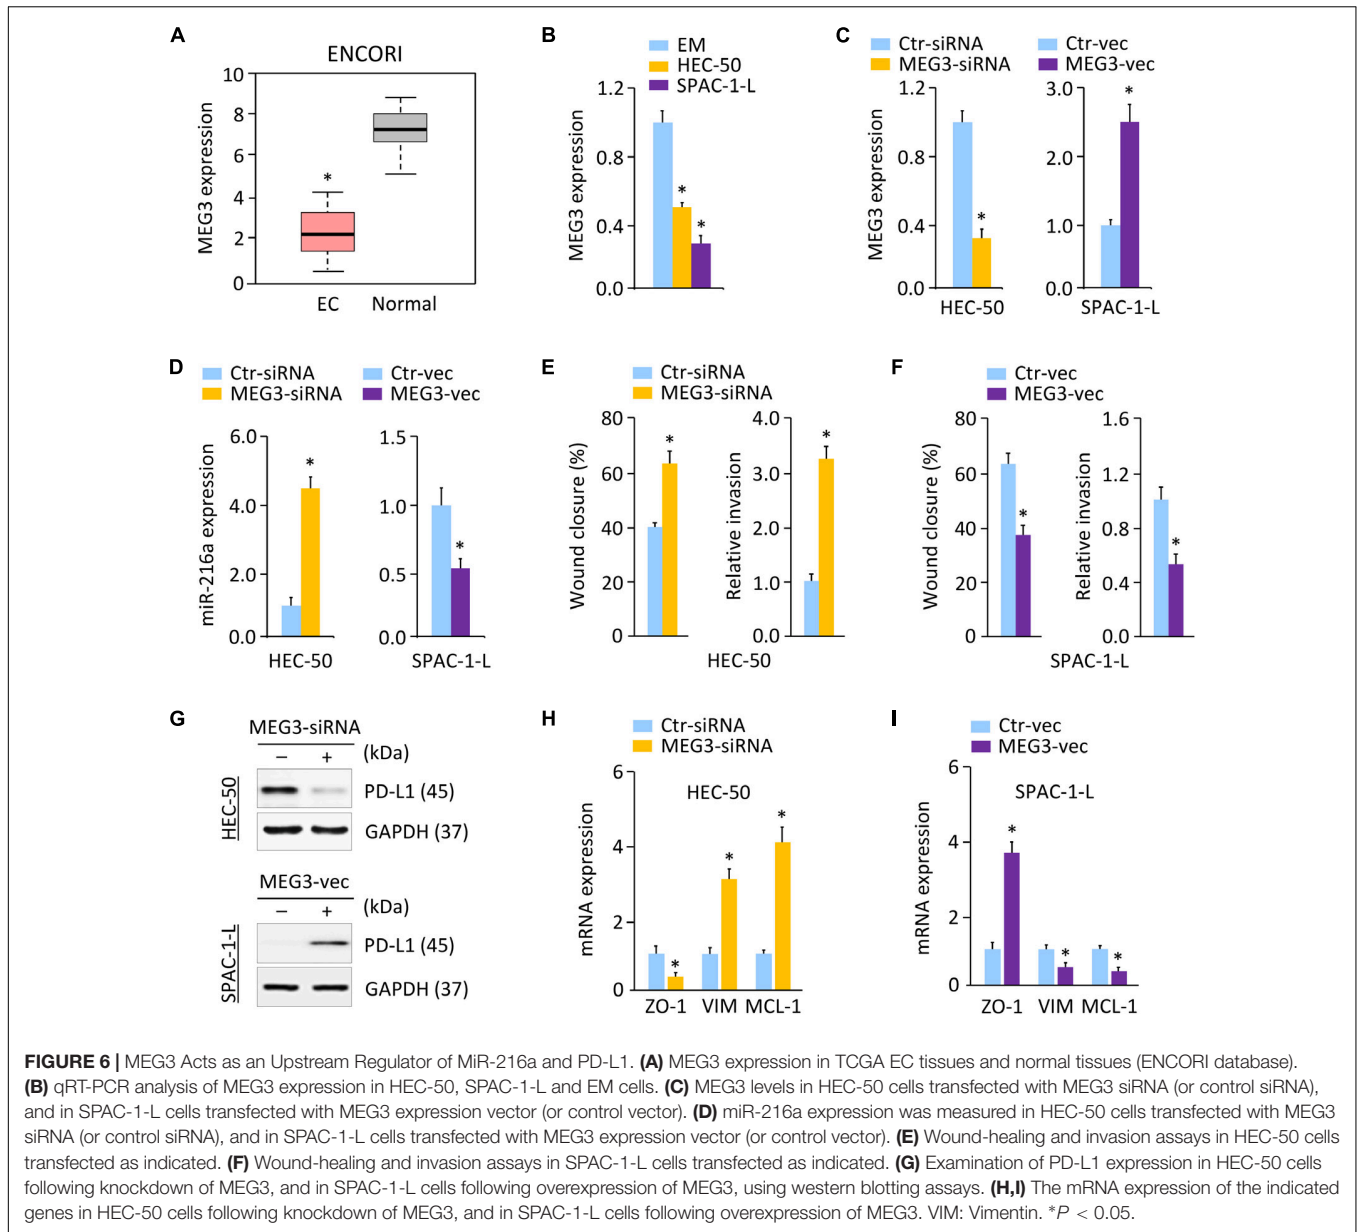 A
ENCORI
MEG3 expression
10
8
6
4
2
0
*
EC Normal
B
EM
HEC-50
SPAC-1-L
MEG3 expression
1.2
0.8
0.4
0.0
*
*
C
Ctr-siRNA
MEG3-siRNA
Ctr-vec
MEG3-vec
MEG3 expression
1.2
0.8
0.4
0.0
*
HEC-50
3.0
2.0
1.0
0.0
*
SPAC-1-L
D
Ctr-siRNA
MEG3-siRNA
Ctr-vec
MEG3-vec
miR-216a expression
6.0
4.0
2.0
0.0
*
HEC-50
1.5
1.0
0.5
0.0
*
SPAC-1-L
E
Ctr-siRNA
MEG3-siRNA
Wound closure (%)
80
60
40
20
0
*
Relative invasion
4.0
3.0
2.0
1.0
0.0
*
HEC-50
F
Ctr-vec
MEG3-vec
Wound closure (%)
80
60
40
20
0
*
Relative invasion
1.6
1.2
0.8
0.4
0.0
*
SPAC-1-L
G
MEG3-siRNA
− + (kDa)
HEC-50
PD-L1 (45)
GAPDH (37)
MEG3-vec
− + (kDa)
SPAC-1-L
PD-L1 (45)
GAPDH (37)
H
Ctr-siRNA
MEG3-siRNA
mRNA expression
6
4
2
0
HEC-50
*
*
*
ZO-1 VIM MCL-1
I
Ctr-vec
MEG3-vec
mRNA expression
6
4
2
0
SPAC-1-L
*
*
*
ZO-1 VIM MCL-1
FIGURE 6 | MEG3 Acts as an Upstream Regulator of MiR-216a and PD-L1. (A) MEG3 expression in TCGA EC tissues and normal tissues (ENCORI database).
(B) qRT-PCR analysis of MEG3 expression in HEC-50, SPAC-1-L and EM cells. (C) MEG3 levels in HEC-50 cells transfected with MEG3 siRNA (or control siRNA),
and in SPAC-1-L cells transfected with MEG3 expression vector (or control vector). (D) miR-216a expression was measured in HEC-50 cells transfected with MEG3
siRNA (or control siRNA), and in SPAC-1-L cells transfected with MEG3 expression vector (or control vector). (E) Wound-healing and invasion assays in HEC-50 cells
transfected as indicated. (F) Wound-healing and invasion assays in SPAC-1-L cells transfected as indicated. (G) Examination of PD-L1 expression in HEC-50 cells
following knockdown of MEG3, and in SPAC-1-L cells following overexpression of MEG3, using western blotting assays. (H,I) The mRNA expression of the indicated
genes in HEC-50 cells following knockdown of MEG3, and in SPAC-1-L cells following overexpression of MEG3. VIM: Vimentin. *P < 0.05.